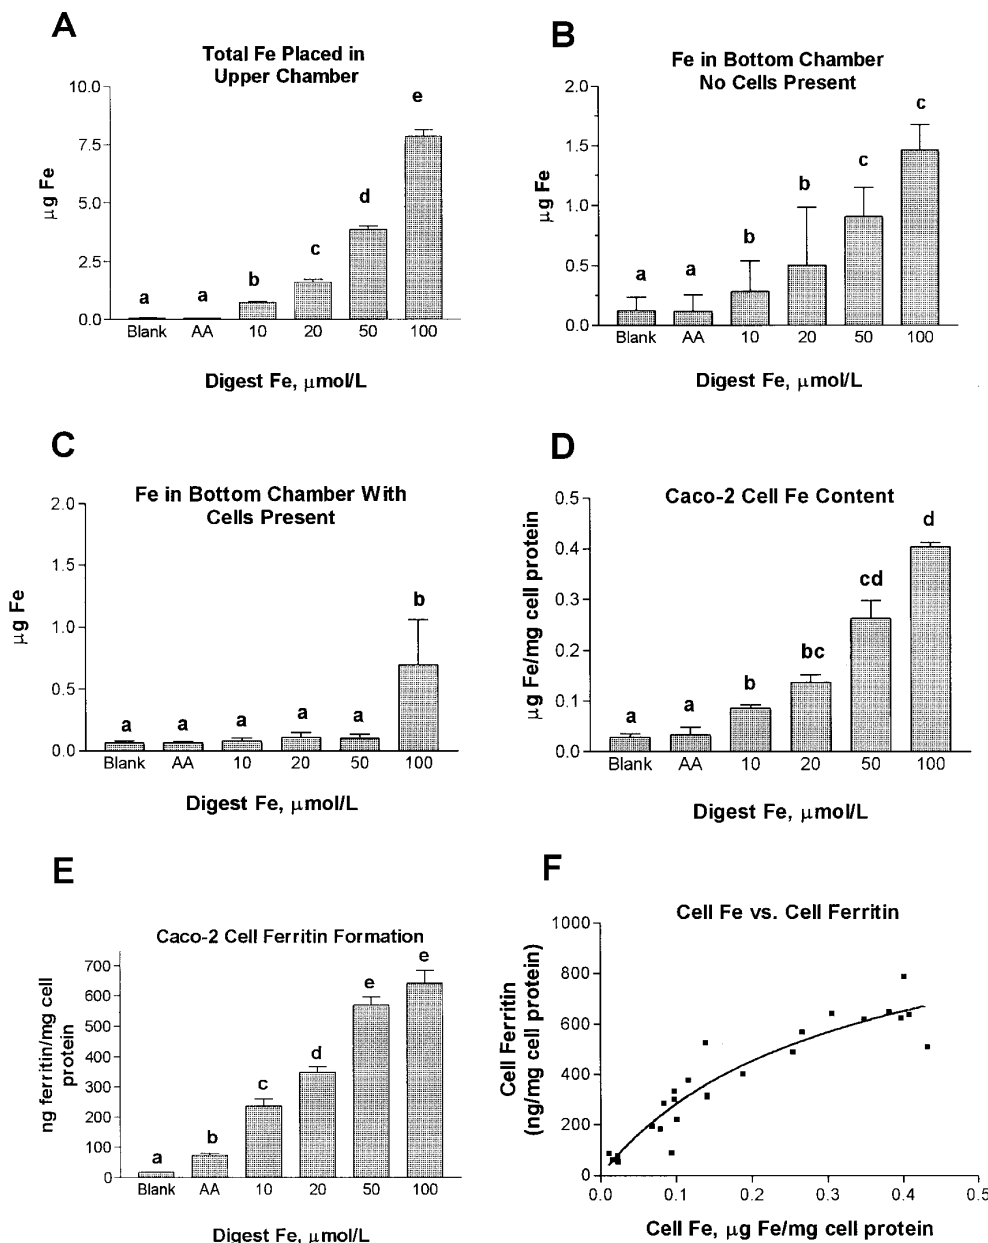 A
Total Fe Placed in
Upper Chamber
10.0
7.5
5.0
2.5
0.0
μg Fe
a
a
b
c
d
e
Blank AA 10 20 50 100
Digest Fe, μmol/L
B
Fe in Bottom Chamber
No Cells Present
2.0
1.5
1.0
0.5
0.0
μg Fe
a
a
b
b
c
c
Blank AA 10 20 50 100
Digest Fe, μmol/L
C
Fe in Bottom Chamber With
Cells Present
2.0
1.5
1.0
0.5
0.0
μg Fe
a
a
a
a
a
b
Blank AA 10 20 50 100
Digest Fe, μmol/L
D
Caco-2 Cell Fe Content
0.5
0.4
0.3
0.2
0.1
0.0
μg Fe/mg cell protein
a
a
b
bc
cd
d
Blank AA 10 20 50 100
Digest Fe, μmol/L
E
Caco-2 Cell Ferritin Formation
700
600
500
400
300
200
100
0
ng ferritin/mg cell
protein
a
b
c
d
e
e
Blank AA 10 20 50 100
Digest Fe, μmol/L
F
Cell Fe vs. Cell Ferritin
1000
800
600
400
200
0
Cell Ferritin
(ng/mg cell protein)
0.0 0.1 0.2 0.3 0.4 0.5
Cell Fe, μg Fe/mg cell protein